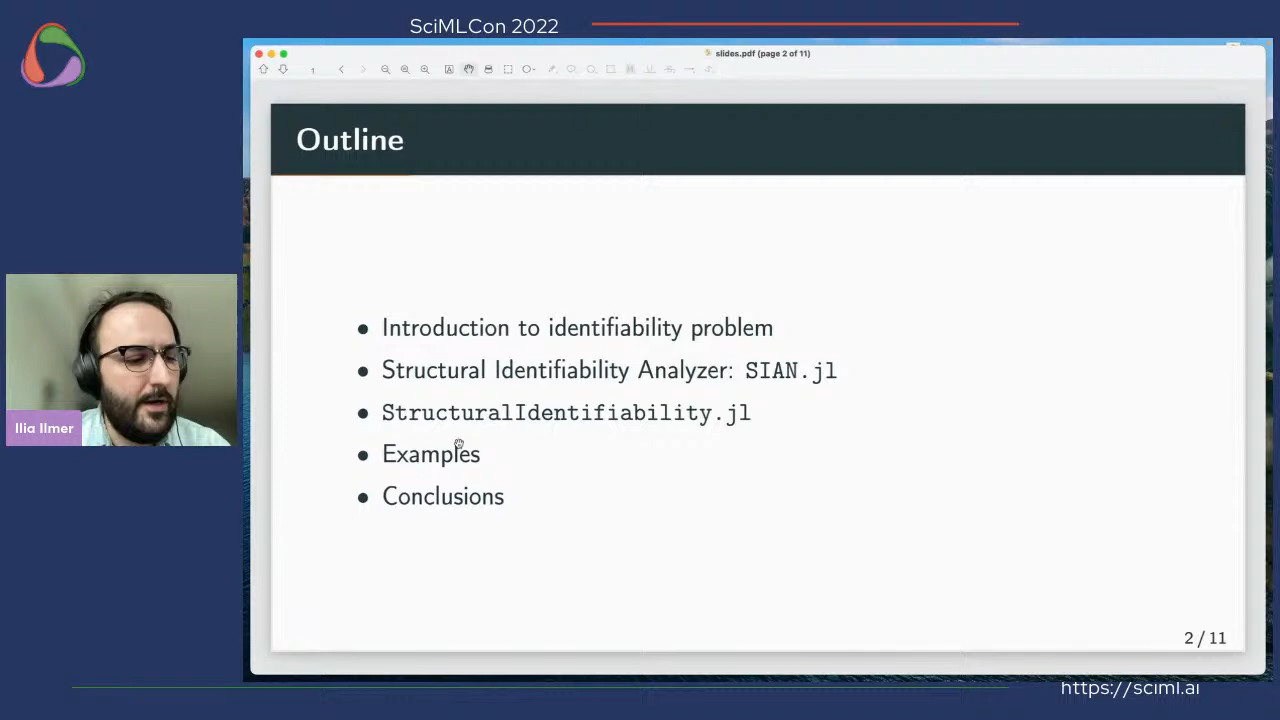 SciMLCon 2022
slides.pdf (page 2 of 11)
1
Outline
• Introduction to identifiability problem
• Structural Identifiability Analyzer: SIAN.jl
• StructuralIdentifiability.jl
• Examples
• Conclusions
2 / 11
Ilia Ilmer
https://sciml.ai